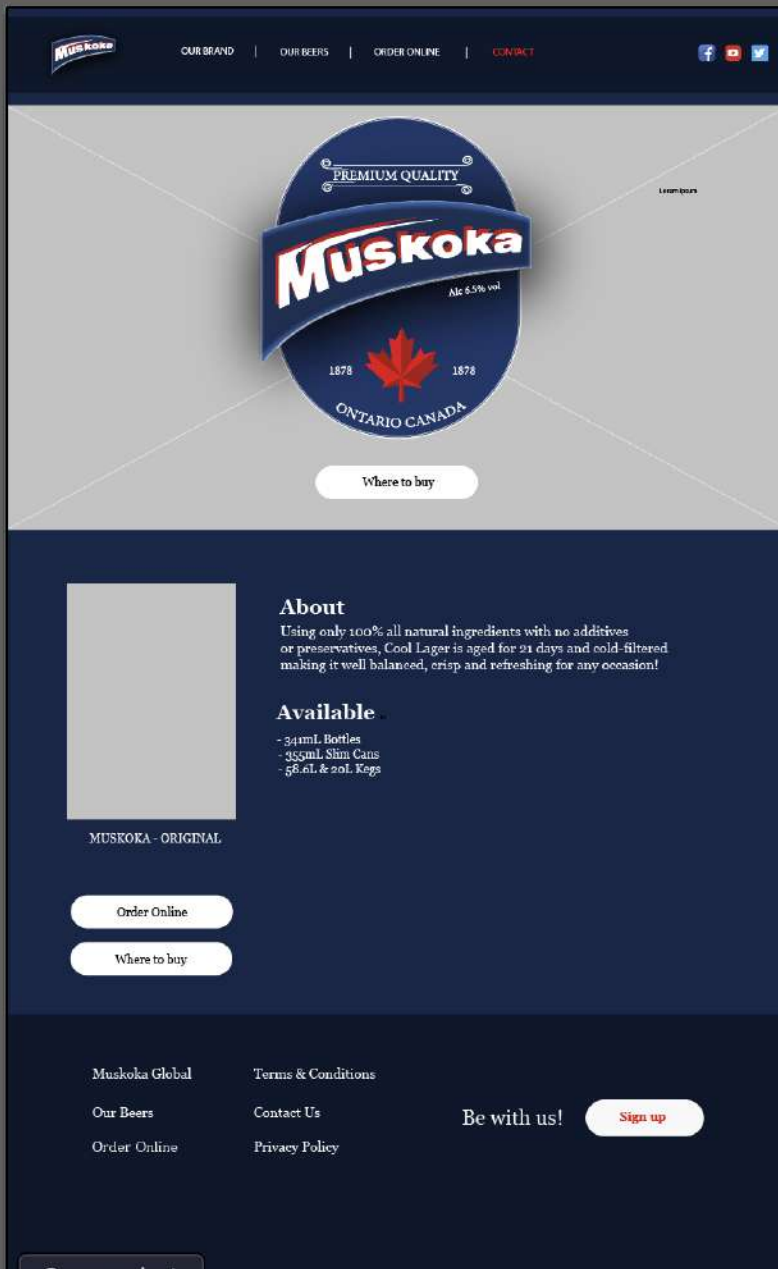 Muskoka
OUR BRAND | OUR BEERS | ORDER ONLINE | CONTACT
PREMIUM QUALITY
Lorem ipsum
Muskoka
Alc 6.5% vol
1878 1878
ONTARIO CANADA
Where to buy
About
Using only 100% all natural ingredients with no additives
or preservatives, Cool Lager is aged for 21 days and cold-filtered
making it well balanced, crisp and refreshing for any occasion!
Available
- 341mL Bottles
- 355mL Slim Cans
- 58.6L & 20L Kegs
MUSKOKA - ORIGINAL
Order Online
Where to buy
Muskoka Global Terms & Conditions
Our Beers Contact Us
Be with us! Sign up
Order Online Privacy Policy